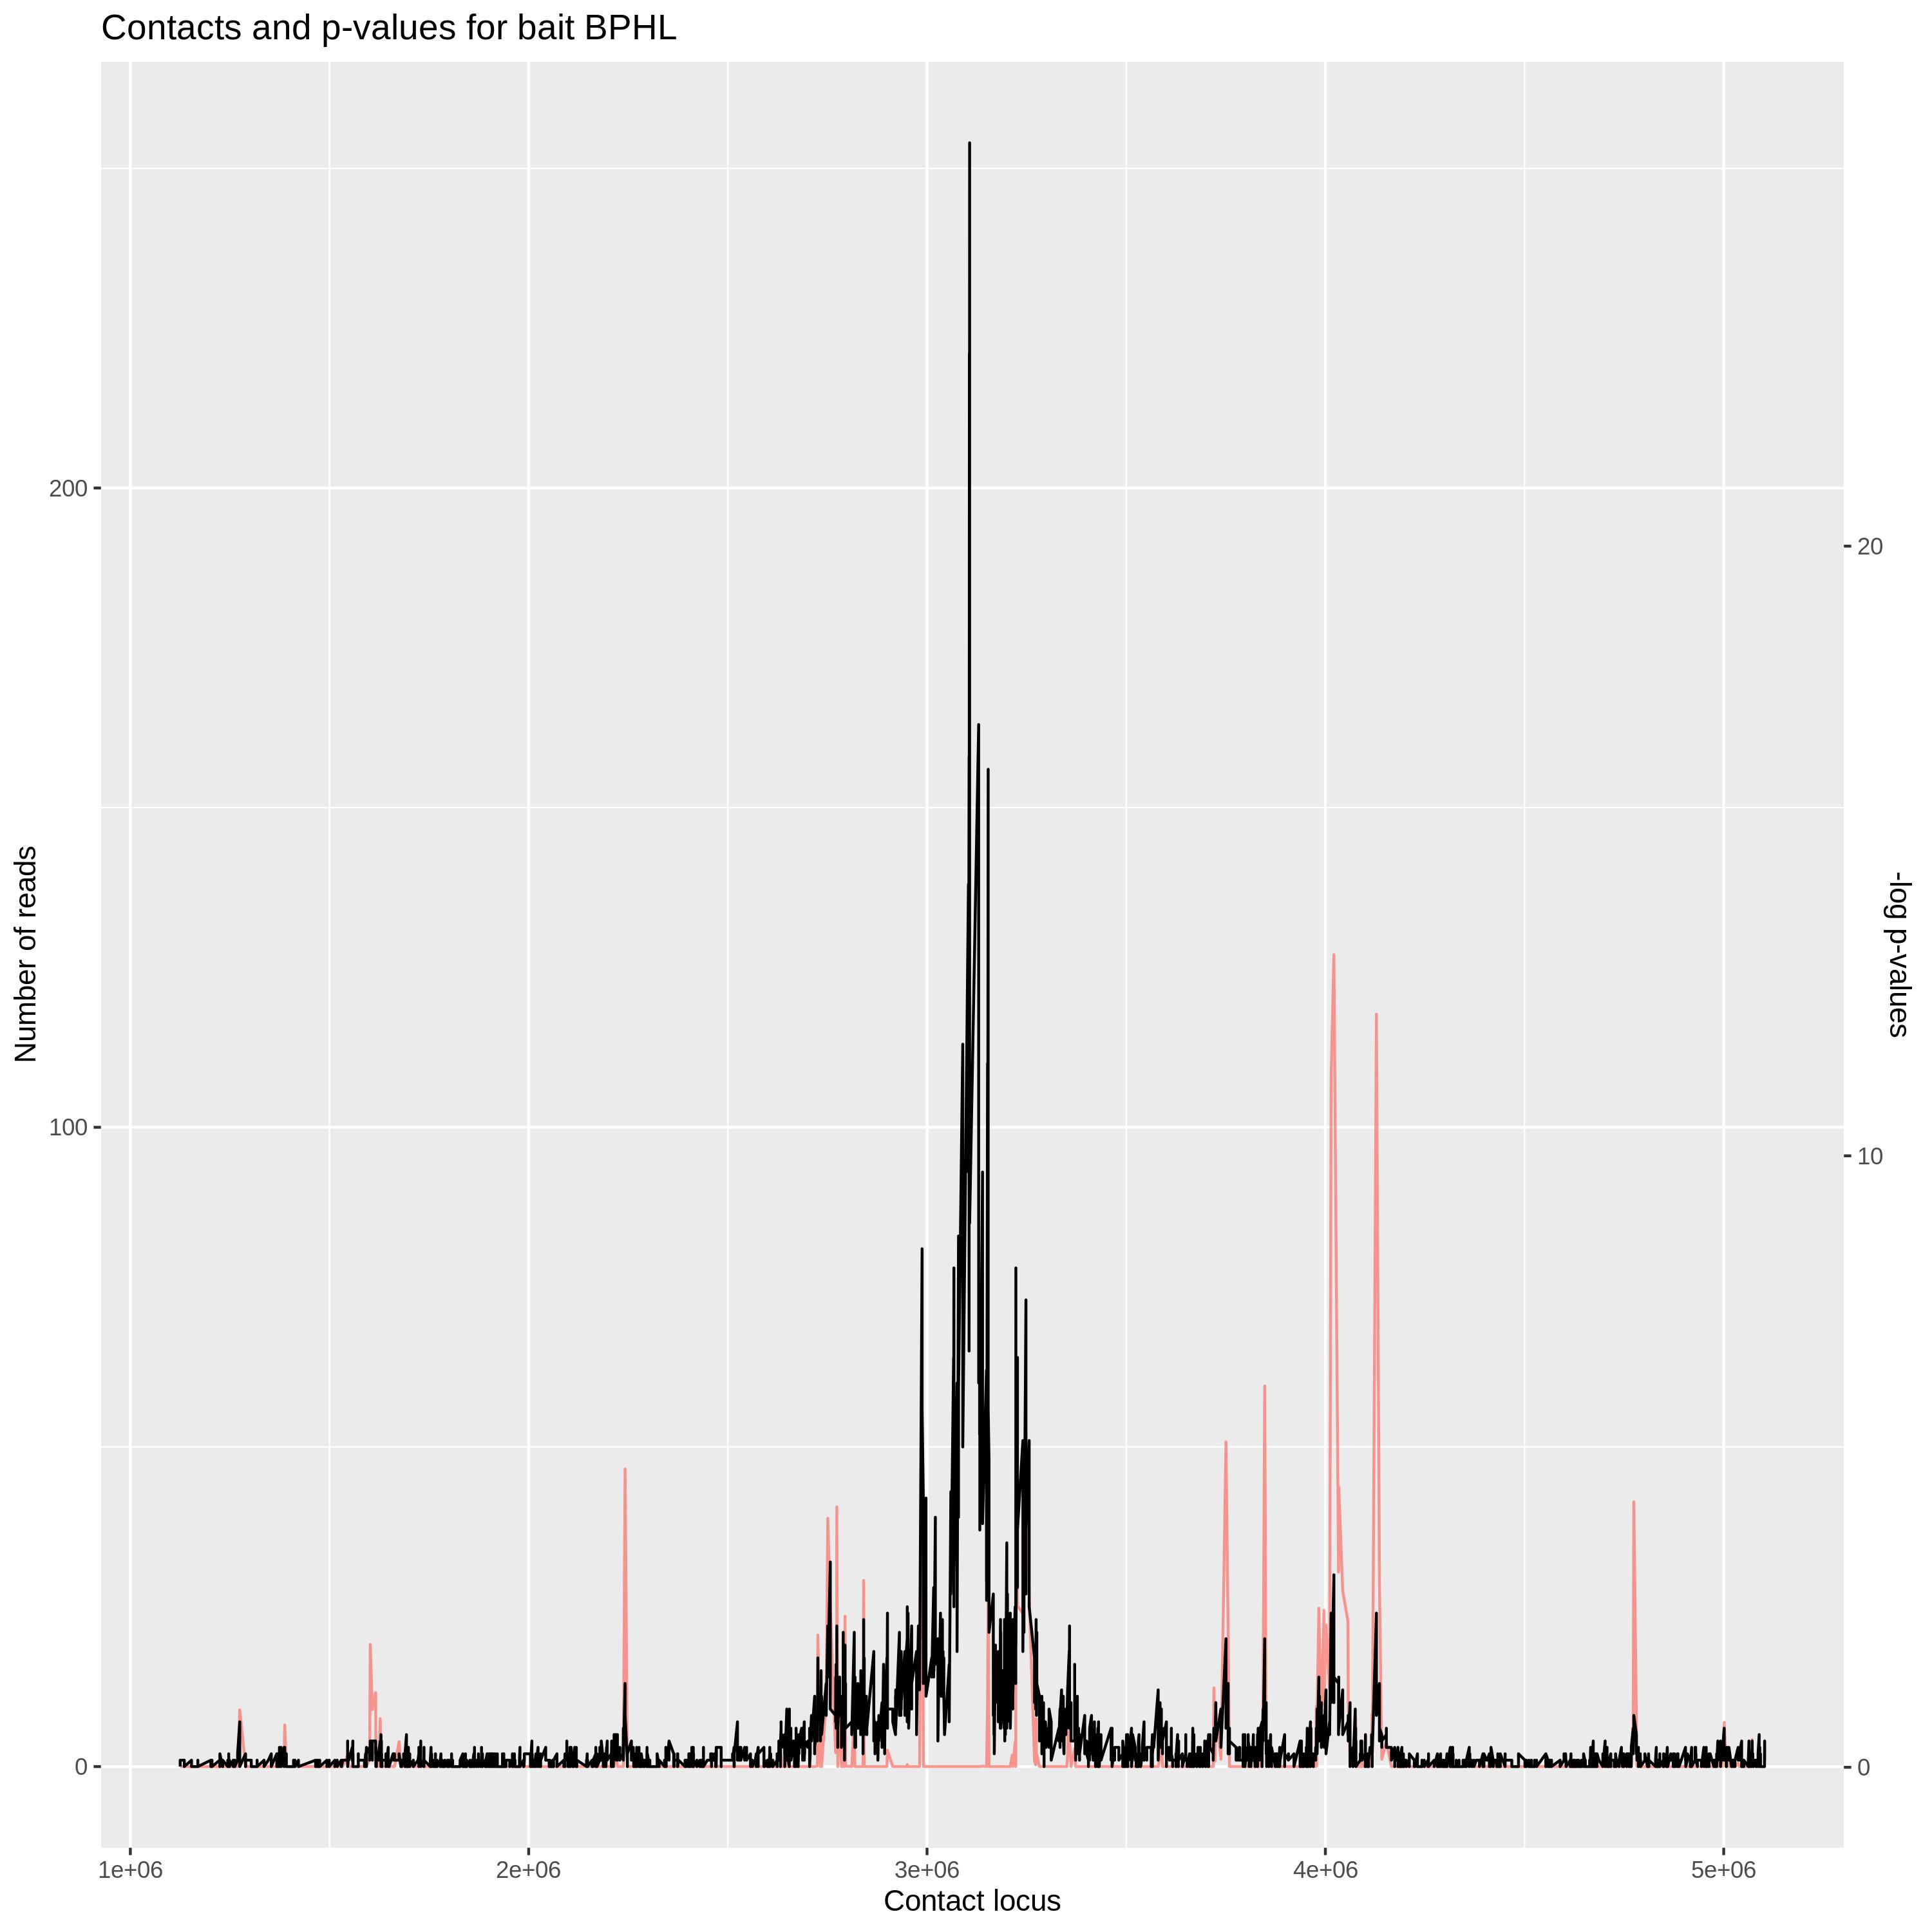 Contacts and p-values for bait BPHL
Number of reads
200
100
0
20
10
0
-log p-values
1e+06
2e+06
3e+06
4e+06
5e+06
Contact locus